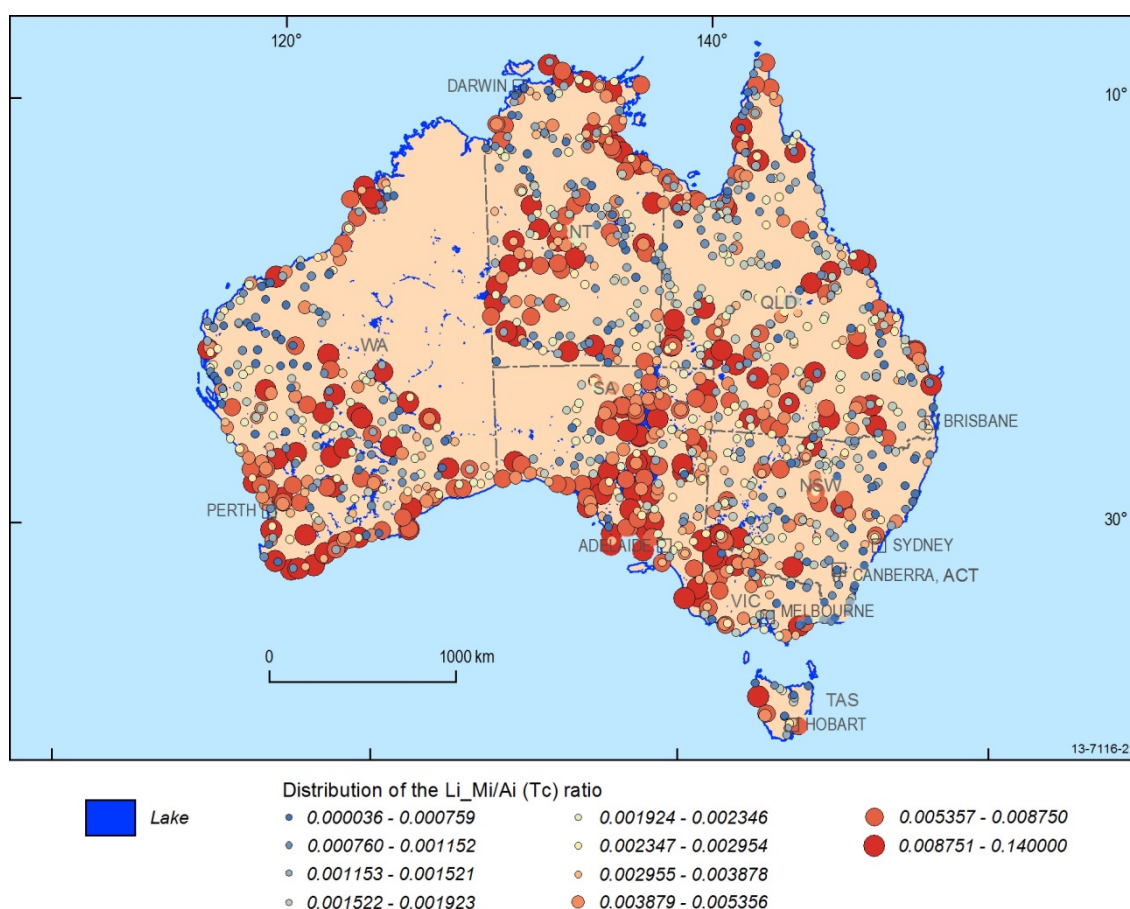 120°
140°
10°
DARWIN
NT
QLD
WA
SA
BRISBANE
NSW
PERTH
30°
ADELAIDE
SYDNEY
CANBERRA, ACT
VIC
MELBOURNE
0 1000 km
TAS
HOBART
13-7116-2
Distribution of the Li_Mi/Ai (Tc) ratio
Lake
0.000036 - 0.000759
0.000760 - 0.001152
0.001153 - 0.001521
0.001522 - 0.001923
0.001924 - 0.002346
0.002347 - 0.002954
0.002955 - 0.003878
0.003879 - 0.005356
0.005357 - 0.008750
0.008751 - 0.140000